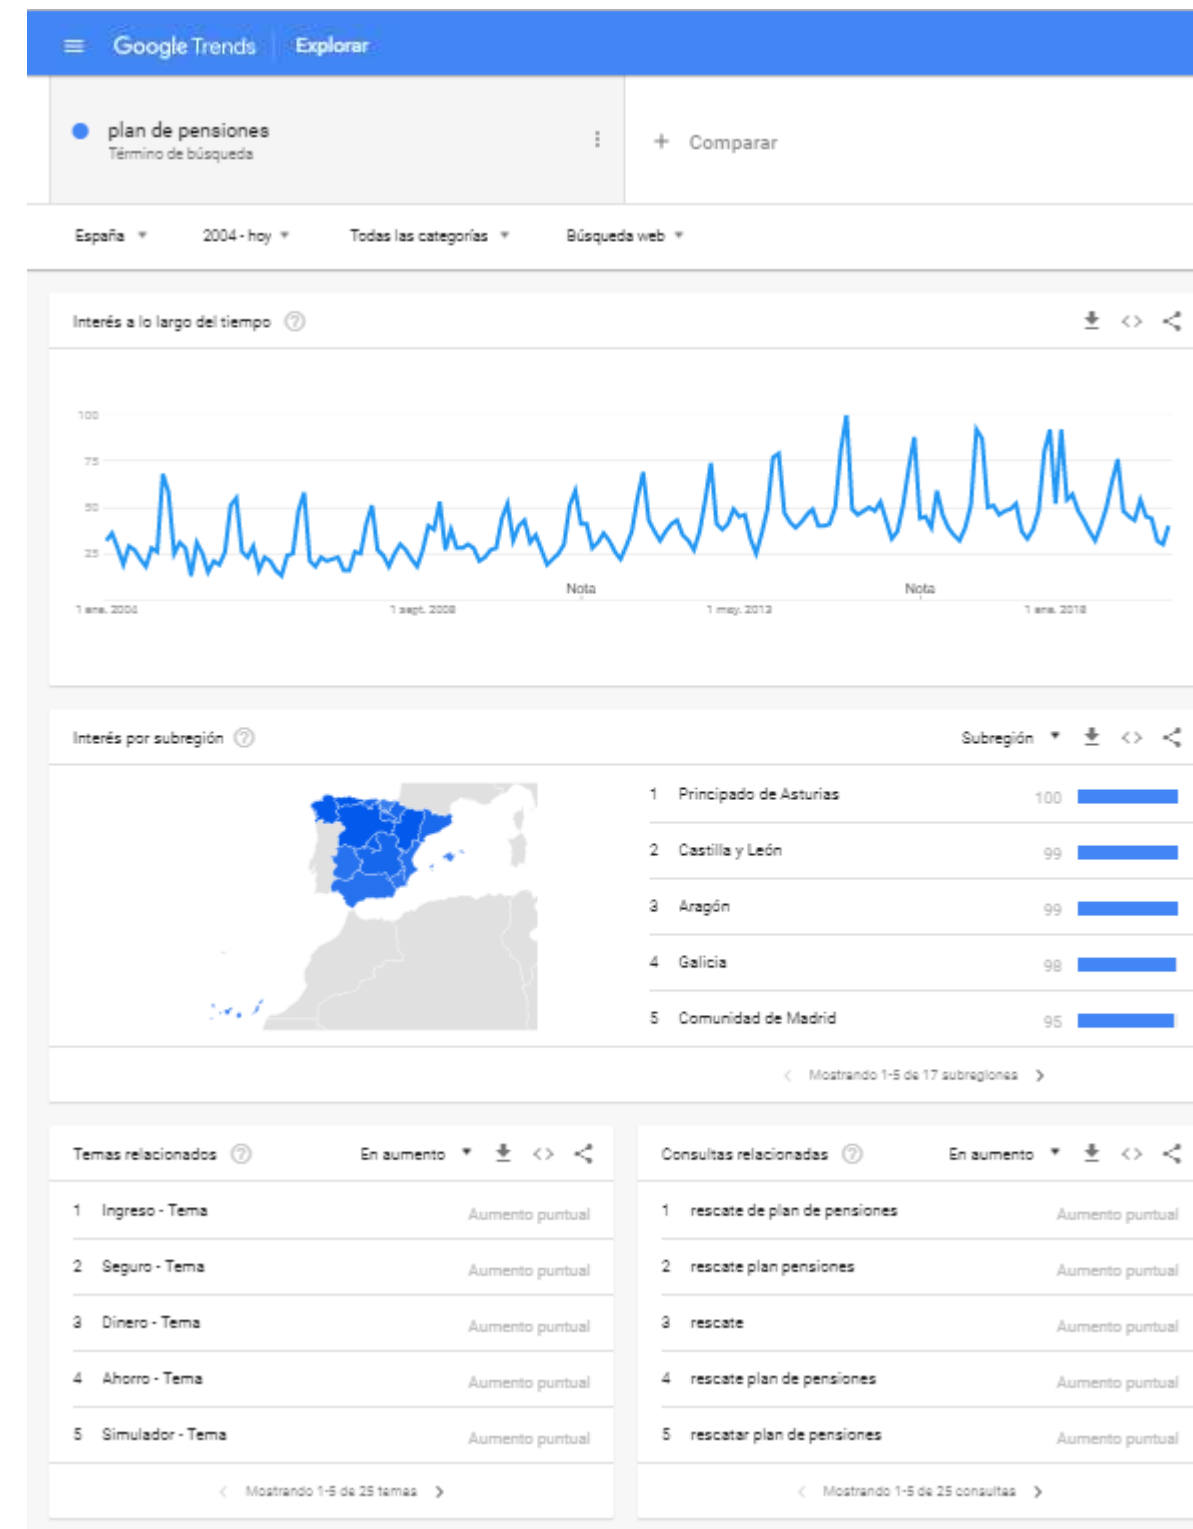 Google Trends Explorar
plan de pensiones
Término de búsqueda
+ Comparar
España 2004 - hoy Todas las categorías Búsqueda web
Interés a lo largo del tiempo
100
75
50
25
Nota Nota
1 ene. 2004 1 sept. 2008 1 may. 2013 1 ene. 2018
Interés por subregión Subregión
1 Principado de Asturias 100
2 Castilla y León 99
3 Aragón 99
4 Galicia 98
5 Comunidad de Madrid 95
Mostrando 1-5 de 17 subregiones
Temas relacionados En aumento
1 Ingreso - Tema Aumento puntual
2 Seguro - Tema Aumento puntual
3 Dinero - Tema Aumento puntual
4 Ahorro - Tema Aumento puntual
5 Simulador - Tema Aumento puntual
Mostrando 1-5 de 25 temas
Consultas relacionadas En aumento
1 rescate de plan de pensiones Aumento puntual
2 rescate plan pensiones Aumento puntual
3 rescate Aumento puntual
4 rescate plan de pensiones Aumento puntual
5 rescatar plan de pensiones Aumento puntual
Mostrando 1-5 de 25 consultas